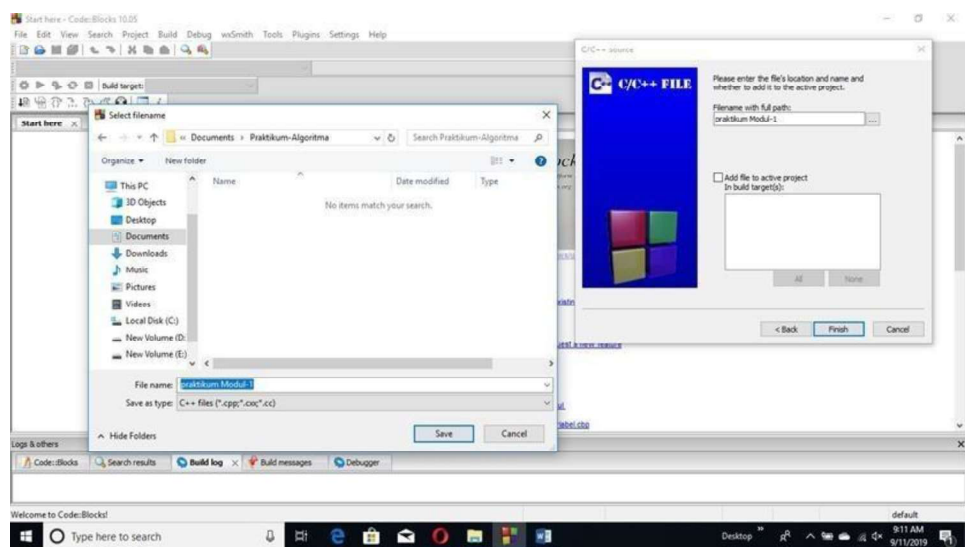 Start here - Code::Blocks 10.05
File Edit View Search Project Build Debug wxSmith Tools Plugins Settings Help
Build target:
Start here
Select filename
Documents > Praktikum-Algoritma
Search Praktikum-Algoritma
Organize
New folder
Name
Date modified
Type
No items match your search.
This PC
3D Objects
Desktop
Documents
Downloads
Music
Pictures
Videos
Local Disk (C:)
New Volume (D:
New Volume (E:)
File name: praktikum Modul-1
Save as type: C++ files (*.cpp;*.cxx;*.cc)
Hide Folders
Save
Cancel
C/C++ source
C/C++ FILE
Please enter the file's location and name and
whether to add it to the active project.
Filename with full path:
praktikum Modul-1
...
Add file to active project
In build target(s):
All
None
< Back
Finish
Cancel
Logs & others
Code::Blocks
Search results
Build log
Build messages
Debugger
Welcome to Code::Blocks!
default
Type here to search
Desktop
9:11 AM
9/11/2019